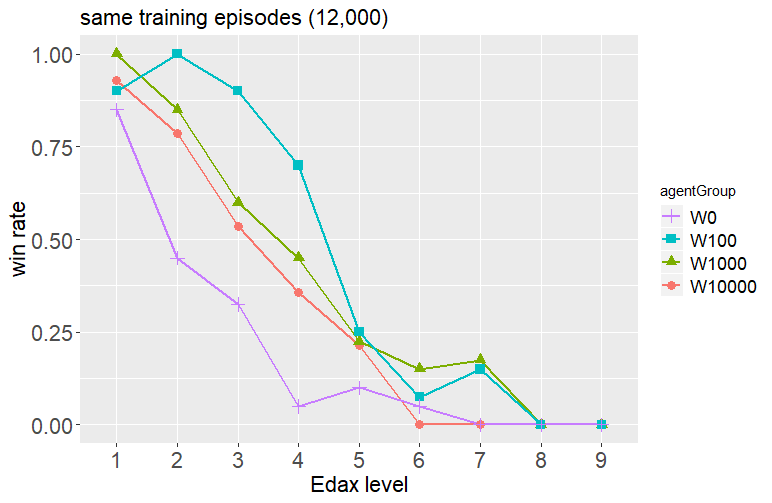 same training episodes (12,000)
1.00
0.75
0.50
0.25
0.00
win rate
1 2 3 4 5 6 7 8 9
Edax level
agentGroup
W0
W100
W1000
W10000